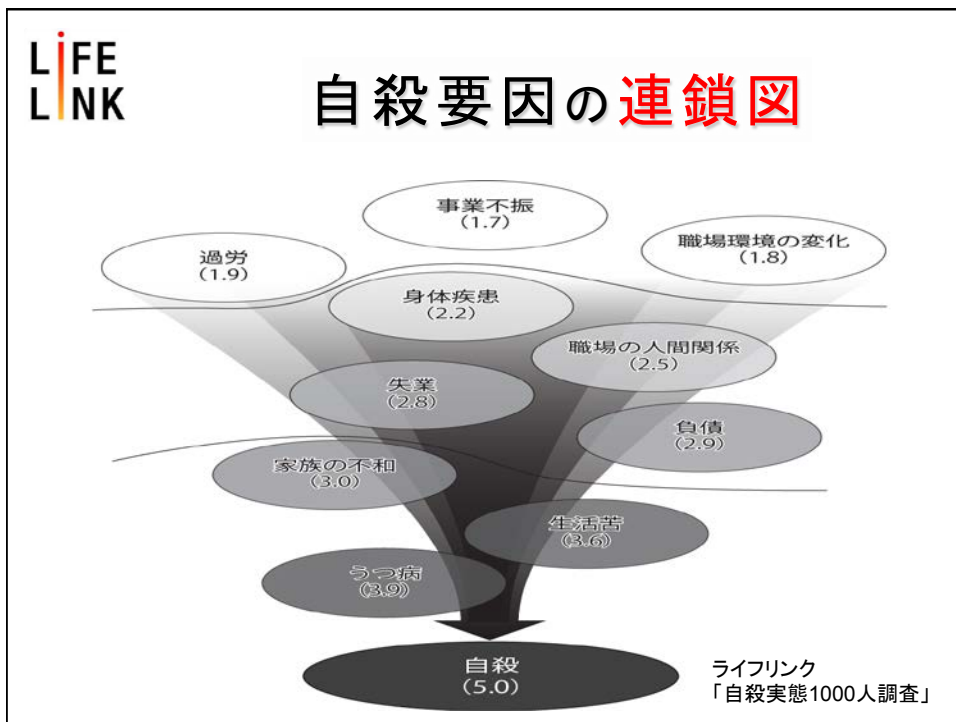 LiFE
LINK
自殺要因の連鎖図
事業不振
(1.7)
過労
(1.9)
職場環境の変化
(1.8)
身体疾患
(2.2)
職場の人間関係
(2.5)
失業
(2.8)
負債
(2.9)
家族の不和
(3.0)
生活苦
(3.6)
うつ病
(3.9)
自殺
(5.0)
ライフリンク
「自殺実態1000人調査」